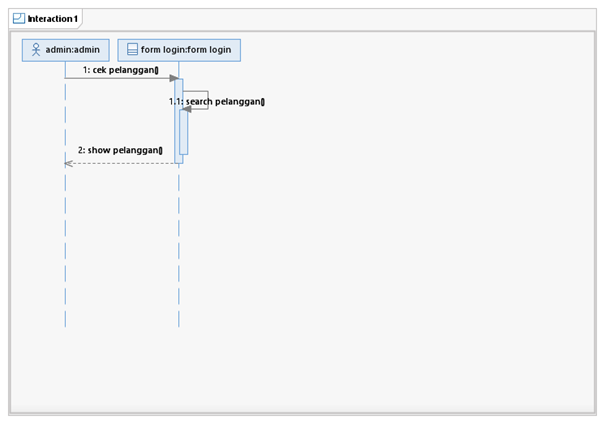 Interaction1
admin:admin
form login:form login
1: cek pelanggan()
1.1: search pelanggan()
2: show pelanggan()